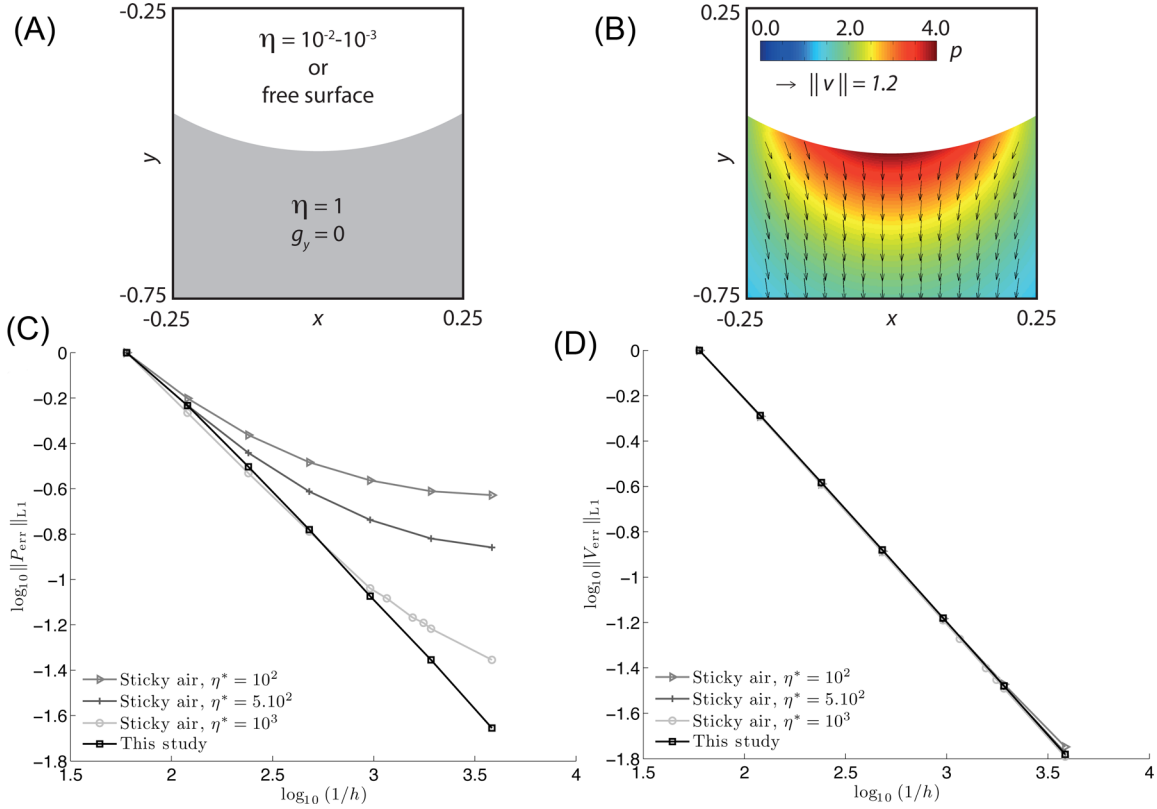 (A)
-0.25
η = 10⁻²-10⁻³
or
free surface
y
η = 1
g_y = 0
-0.75
-0.25
x
0.25
(B)
0.25
0.0 2.0 4.0
p
→ || v || = 1.2
y
-0.75
-0.25
x
0.25
(C)
0
−0.2
−0.4
−0.6
−0.8
−1
−1.2
−1.4
−1.6
−1.8
log₁₀ ||P_err||_L1
Sticky air, η* = 10²
Sticky air, η* = 5.10²
Sticky air, η* = 10³
This study
1.5 2 2.5 3 3.5 4
log₁₀ (1/h)
(D)
0
−0.2
−0.4
−0.6
−0.8
−1
−1.2
−1.4
−1.6
−1.8
log₁₀ ||V_err||_L1
Sticky air, η* = 10²
Sticky air, η* = 5.10²
Sticky air, η* = 10³
This study
1.5 2 2.5 3 3.5 4
log₁₀ (1/h)